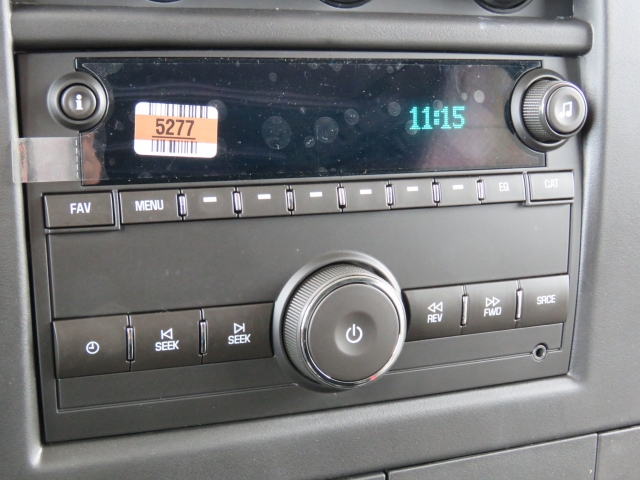 5277
11:15
FAV
MENU
EQ
CAT
SEEK
SEEK
REV
FWD
SRCE